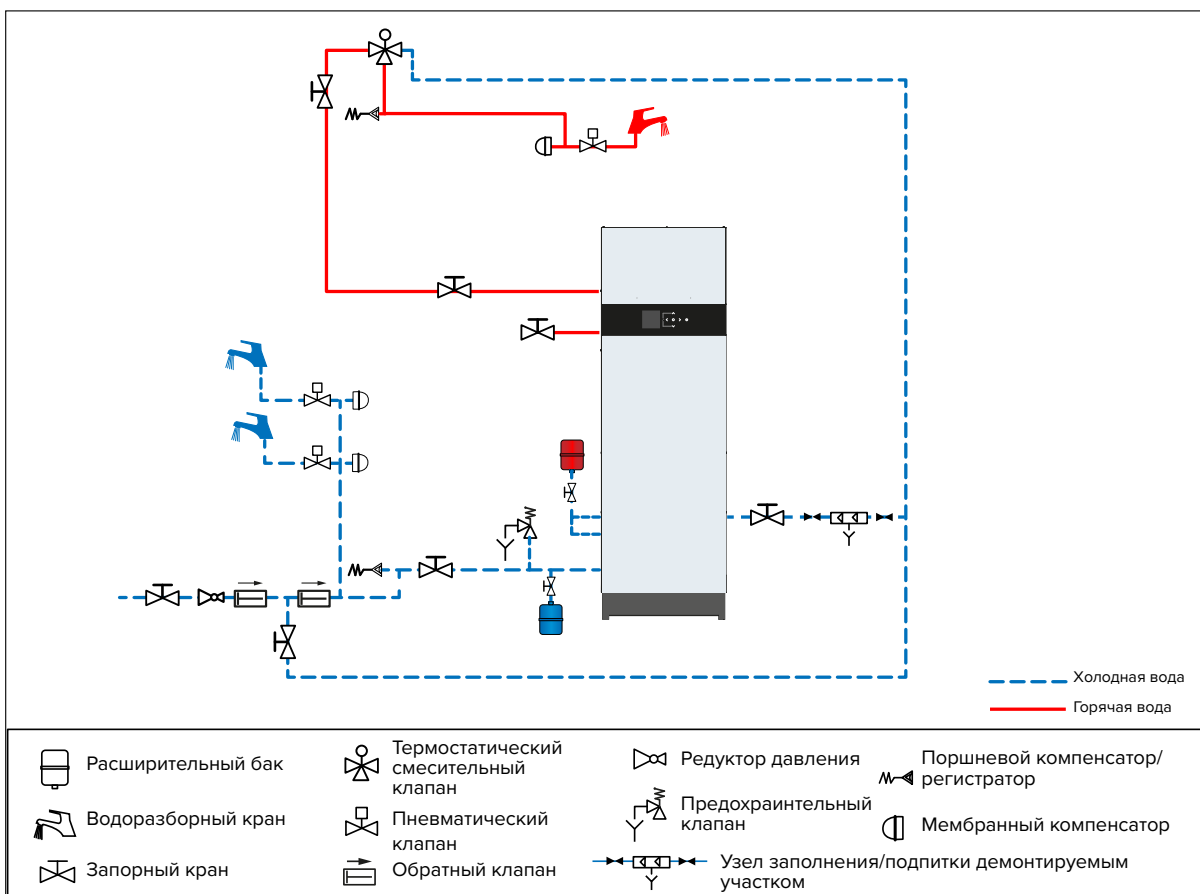 Холодная вода
Горячая вода
Расширительный бак
Водоразборный кран
Запорный кран
Термостатический
смесительный
клапан
Пневматический
клапан
Обратный клапан
Редуктор давления
Предохраинтельный
клапан
Поршневой компенсатор/
регистратор
Мембранный компенсатор
Узел заполнения/подпитки демонтируемым
участком